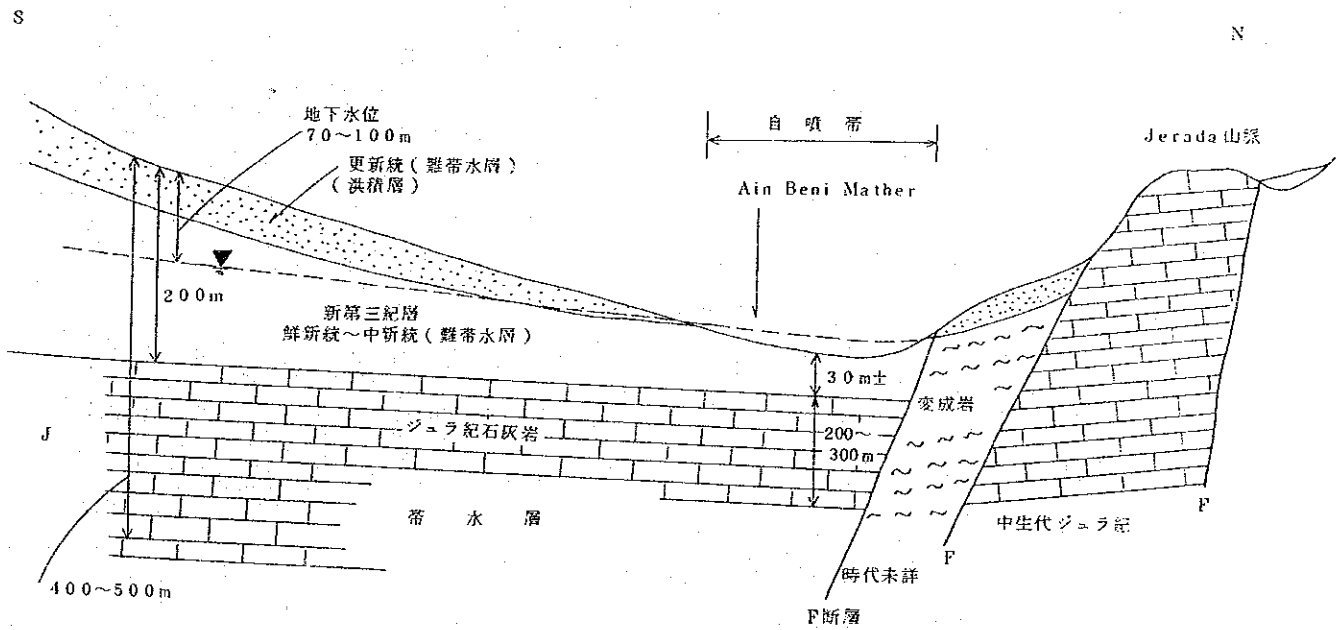 S
N
地下水位
70〜100m
更新統(難帯水層)
(洪積層)
自噴帯
Jerada山脈
Ain Beni Mather
200m
新第三紀層
鮮新統〜中新統(難帯水層)
30m±
変成岩
J
ジュラ紀石灰岩
200〜
300m
帯水層
F
中生代ジュラ紀
F
時代未詳
400〜500m
F断層